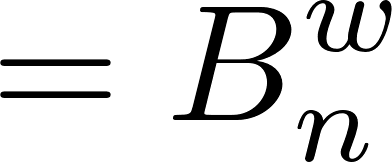 = B_n^w